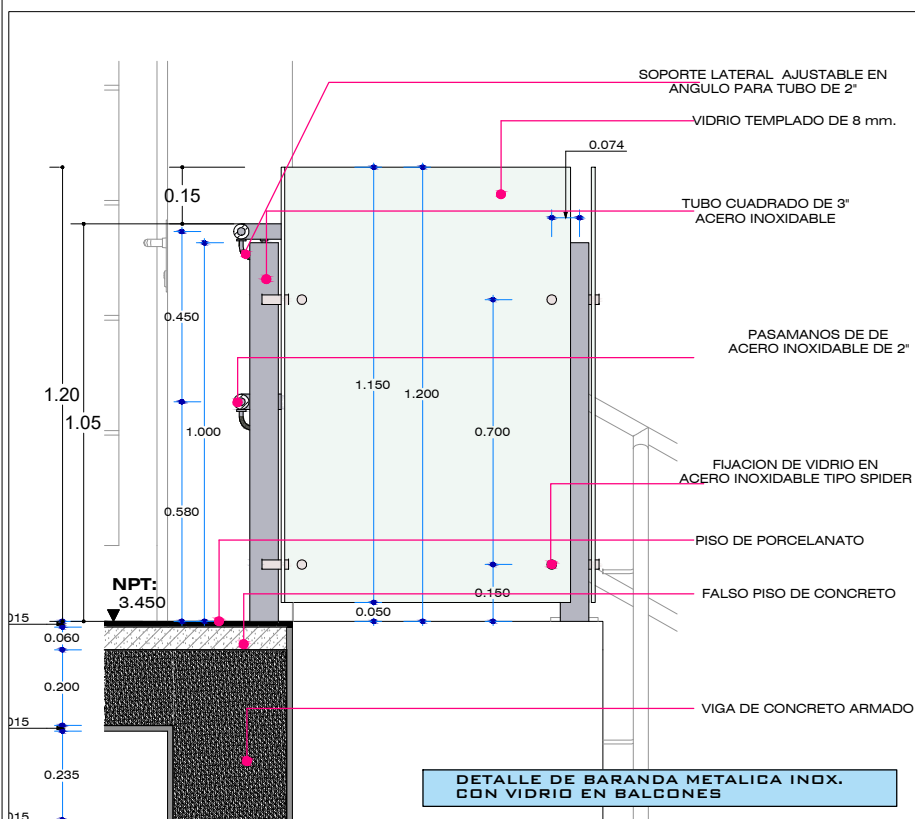 SOPORTE LATERAL AJUSTABLE EN
ANGULO PARA TUBO DE 2"
VIDRIO TEMPLADO DE 8 mm.
0.074
0.15
TUBO CUADRADO DE 3"
ACERO INOXIDABLE
0.450
PASAMANOS DE DE
ACERO INOXIDABLE DE 2"
1.20
1.05
1.150
1.200
1.000
0.700
FIJACION DE VIDRIO EN
ACERO INOXIDABLE TIPO SPIDER
0.580
PISO DE PORCELANATO
NPT:
3.450
0.150
FALSO PISO DE CONCRETO
0.050
015
0.060
0.200
VIGA DE CONCRETO ARMADO
015
0.235
DETALLE DE BARANDA METALICA INOX.
CON VIDRIO EN BALCONES
015